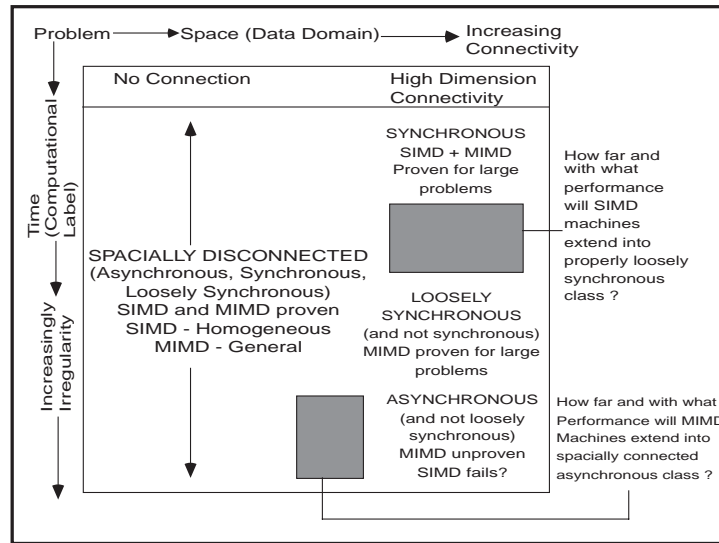 Problem
Space (Data Domain)
Increasing
Connectivity
No Connection
High Dimension
Connectivity
Time (Computational
Label)
Increasingly
Irregularity
SPACIALLY DISCONNECTED
(Asynchronous, Synchronous,
Loosely Synchronous)
SIMD and MIMD proven
SIMD - Homogeneous
MIMD - General
SYNCHRONOUS
SIMD + MIMD
Proven for large
problems
LOOSELY
SYNCHRONOUS
(and not synchronous)
MIMD proven for large
problems
ASYNCHRONOUS
(and not loosely
synchronous)
MIMD unproven
SIMD fails?
How far and
with what
performance
will SIMD
machines
extend into
properly loosely
synchronous
class ?
How far and with what
Performance will MIMD
Machines extend into
spacially connected
asynchronous class ?